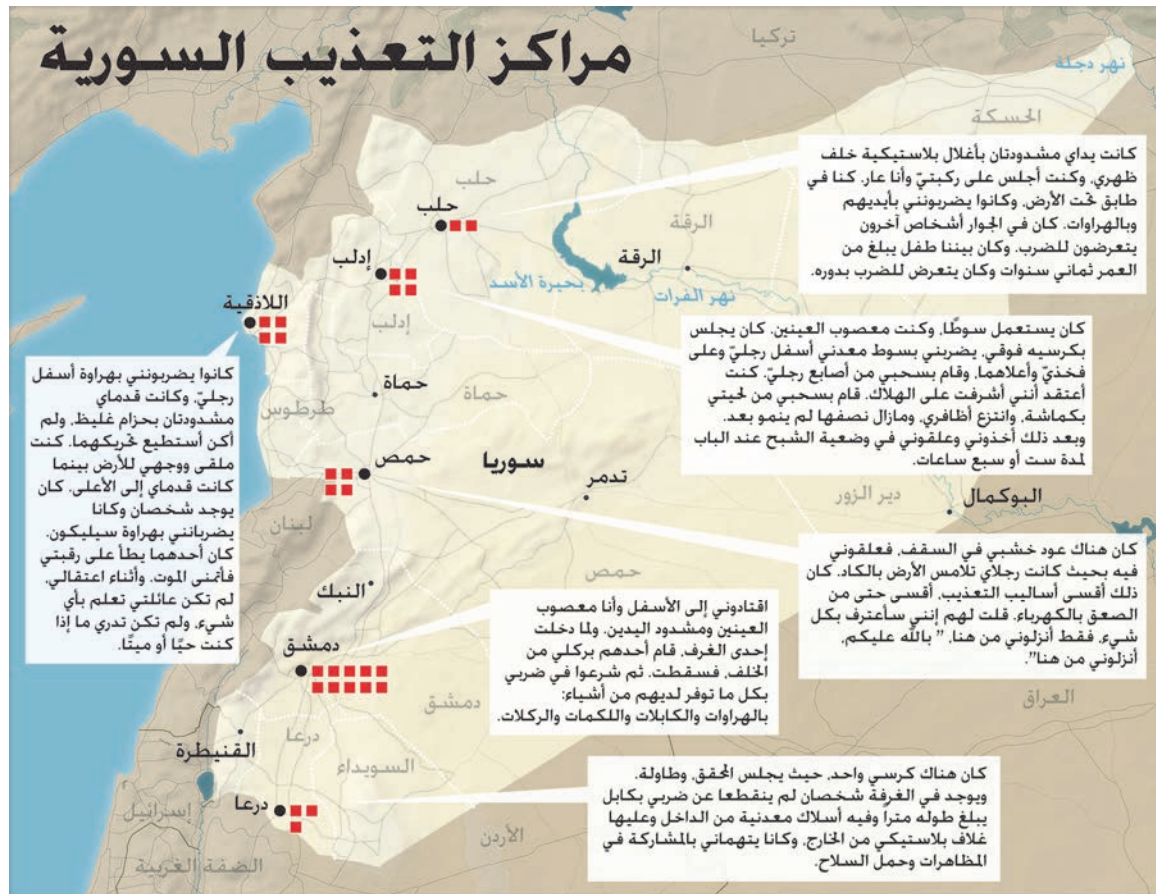 مراكز التعذيب السورية
تركيا
نهر دجلة
الحسكة
كانت يداي مشدودتان بأغلال بلاستيكية خلف
ظهري، وكنت أجلس على ركبتيّ وأنا عار. كنا في
طابق تحت الأرض، وكانوا يضربونني بأيديهم
وبالهراوات. كان في الجوار أشخاص آخرون
يتعرضون للضرب. وكان بيننا طفل يبلغ من
العمر ثماني سنوات وكان يتعرض للضرب بدوره.
حلب
حلب
الرقة
الرقة
إدلب
بحيرة الأسد
نهر الفرات
إدلب
اللاذقية
كان يستعمل سوطًا، وكنت معصوب العينين. كان يجلس
بكرسيه فوقي، يضربني بسوط معدني أسفل رجليّ وعلى
فخذيّ وأعلاهما، وقام بسحبي من أصابع رجليّ. كنت
أعتقد أنني أشرفت على الهلاك. قام بسحبي من لحيتي
بكماشة، وانتزع أظافري، ومازال نصفها لم ينمو بعد.
وبعد ذلك أخذوني وعلقوني في وضعية الشبح عند الباب
لمدة ست أو سبع ساعات.
كانوا يضربونني بهراوة أسفل
رجليّ، وكانت قدماي
مشدودتان بحزام غليظ، ولم
أكن أستطيع تحريكهما. كنت
ملقى ووجهي للأرض بينما
كانت قدماي إلى الأعلى. كان
يوجد شخصان وكانا
يضربانني بهراوة سيليكون.
كان أحدهما يطأ على رقبتي
فأتمنى الموت. وأثناء اعتقالي،
لم تكن عائلتي تعلم بأي
شيء، ولم تكن تدري ما إذا
كنت حيًا أو ميتًا.
حماة
حماة
طرطوس
حمص
سوريا
تدمر
دير الزور
البوكمال
لبنان
حمص
كان هناك عود خشبي في السقف، فعلقوني
فيه بحيث كانت رجلاي تلامس الأرض بالكاد. كان
ذلك أقسى أساليب التعذيب، أقسى حتى من
الصعق بالكهرباء. قلت لهم إنني سأعترف بكل
شيء، فقط أنزلوني من هنا، ” بالله عليكم،
أنزلوني من هنا”.
النبك
اقتادوني إلى الأسفل وأنا معصوب
العينين ومشدود اليدين. ولما دخلت
إحدى الغرف، قام أحدهم بركلي من
الخلف، فسقطت. ثم شرعوا في ضربي
بكل ما توفر لديهم من أشياء:
بالهراوات والكابلات واللكمات والركلات.
دمشق
دمشق
العراق
القنيطرة
درعا
السويداء
درعا
إسرائيل
الضفة الغربية
الأردن
كان هناك كرسي واحد، حيث يجلس المحقق، وطاولة.
ويوجد في الغرفة شخصان لم ينقطعا عن ضربي بكابل
يبلغ طوله مترًا وفيه أسلاك معدنية من الداخل وعليها
غلاف بلاستيكي من الخارج، وكانا يتهماني بالمشاركة في
المظاهرات وحمل السلاح.